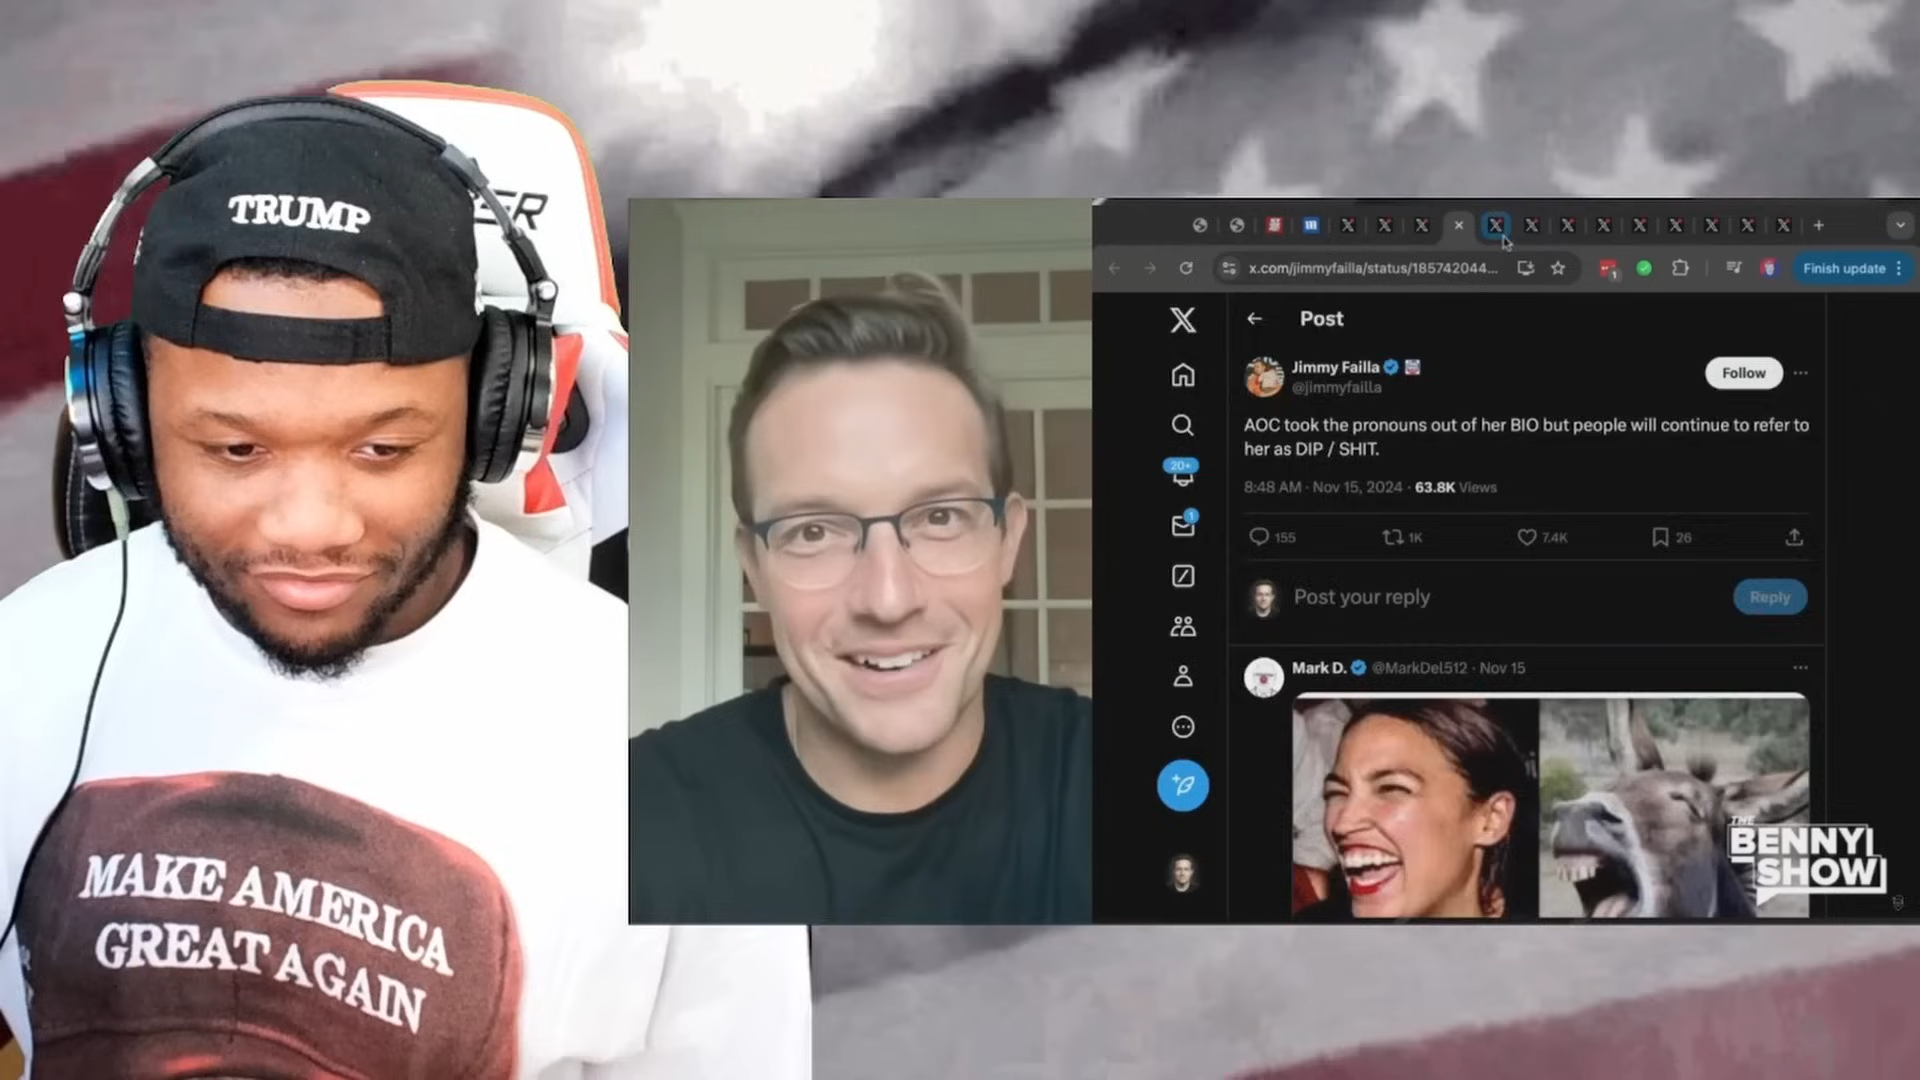 TRUMP
MAKE AMERICA
GREAT AGAIN
x.com/jimmyfailla/status/185742044...
Finish update
Post
Jimmy Failla
@jimmyfailla
Follow
AOC took the pronouns out of her BIO but people will continue to refer to
her as DIP / SHIT.
8:48 AM · Nov 15, 2024 · 63.8K Views
155 1K 7.4K 26
20+
1
Post your reply
Reply
Mark D. @MarkDel512 · Nov 15
THE
BENNY
SHOW